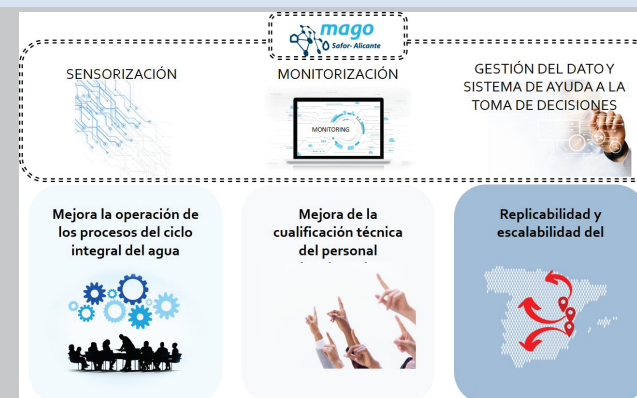 mago
Safor- Alicante
SENSORIZACIÓN
MONITORIZACIÓN
GESTIÓN DEL DATO Y
SISTEMA DE AYUDA A LA
TOMA DE DECISIONES
MONITORING
Mejora la operación de
los procesos del ciclo
integral del agua
Mejora de la
cualificación técnica
del personal
Replicabilidad y
escalabilidad del